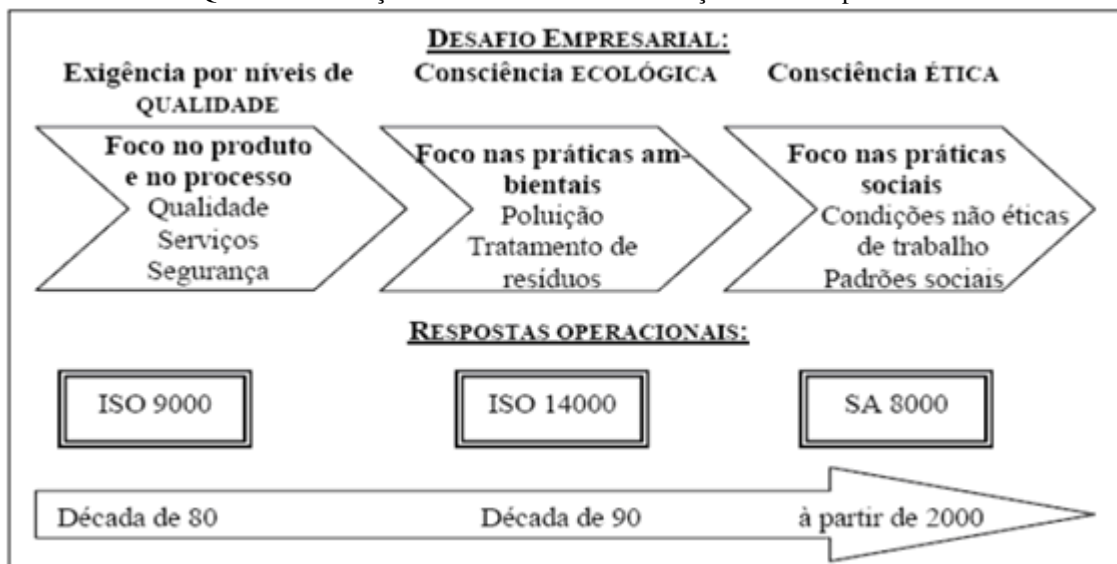 DESAFIO EMPRESARIAL:
Exigência por níveis de
QUALIDADE
Consciência ECOLÓGICA
Consciência ÉTICA
Foco no produto
e no processo
Qualidade
Serviços
Segurança
Foco nas práticas am-
bientais
Poluição
Tratamento de
resíduos
Foco nas práticas
sociais
Condições não éticas
de trabalho
Padrões sociais
RESPOSTAS OPERACIONAIS:
ISO 9000
ISO 14000
SA 8000
Década de 80
Década de 90
à partir de 2000